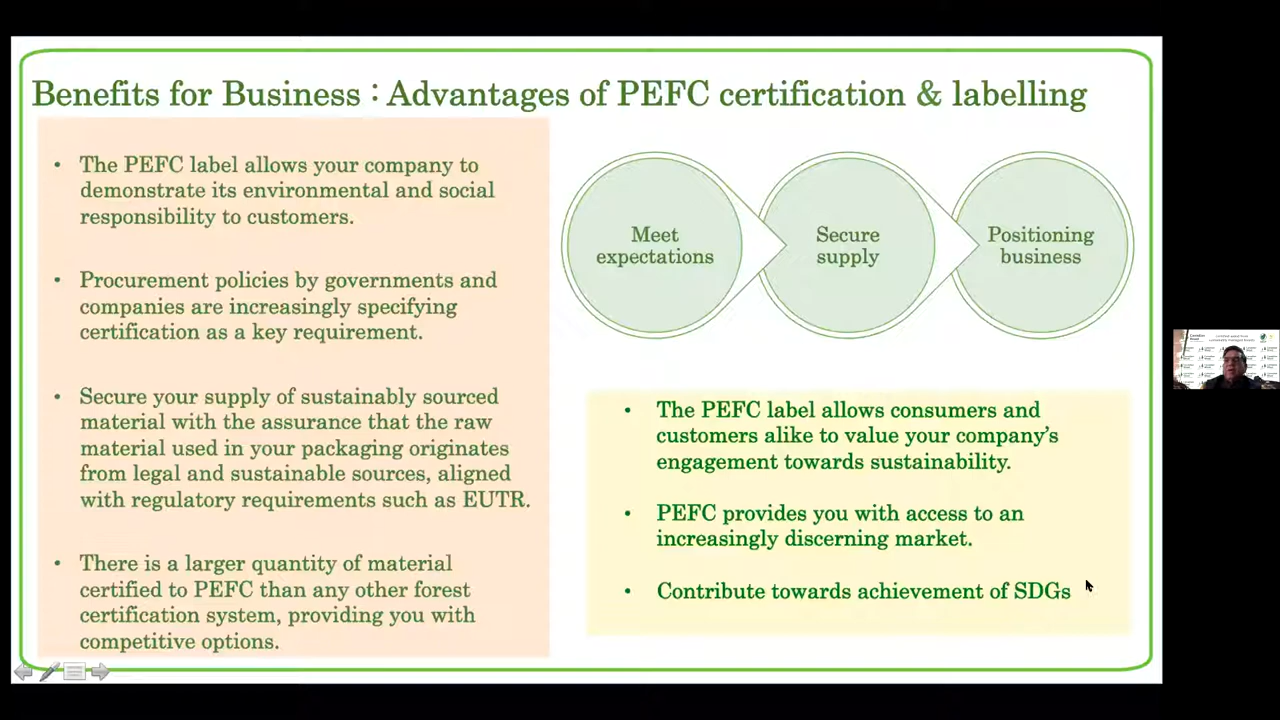 Benefits for Business : Advantages of PEFC certification & labelling
• The PEFC label allows your company to
demonstrate its environmental and social
responsibility to customers.
• Procurement policies by governments and
companies are increasingly specifying
certification as a key requirement.
• Secure your supply of sustainably sourced
material with the assurance that the raw
material used in your packaging originates
from legal and sustainable sources, aligned
with regulatory requirements such as EUTR.
• There is a larger quantity of material
certified to PEFC than any other forest
certification system, providing you with
competitive options.
Meet
expectations
Secure
supply
Positioning
business
• The PEFC label allows consumers and
customers alike to value your company's
engagement towards sustainability.
• PEFC provides you with access to an
increasingly discerning market.
• Contribute towards achievement of SDGs